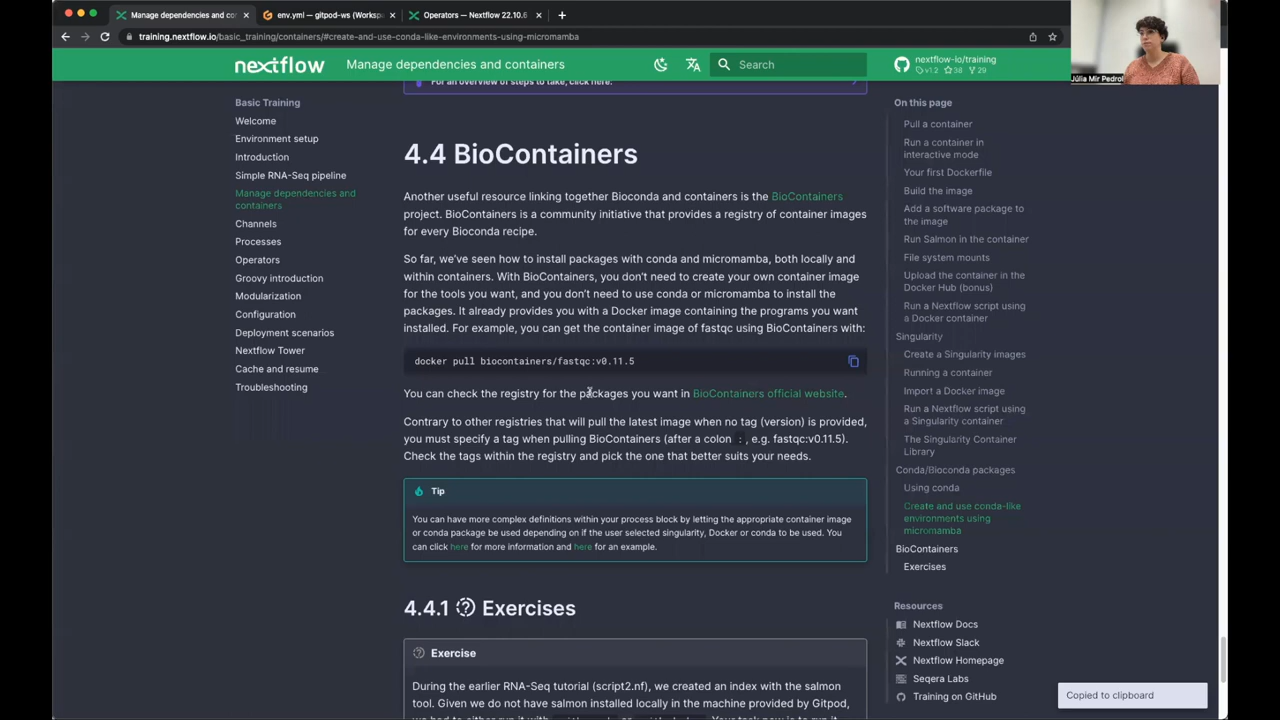 Manage dependencies and co
env.yml — gitpod-ws (Worksp
Operators — Nextflow 22.10.6
training.nextflow.io/basic_training/containers/#create-and-use-conda-like-environments-using-micromamba
nextflow
Manage dependencies and containers
Search
nextflow-io/training
v1.2 38 29
Júlia Mir Pedrol
Basic Training
Welcome
Environment setup
Introduction
Simple RNA-Seq pipeline
Manage dependencies and
containers
Channels
Processes
Operators
Groovy introduction
Modularization
Configuration
Deployment scenarios
Nextflow Tower
Cache and resume
Troubleshooting
For an overview of steps to take, click here.
4.4 BioContainers
Another useful resource linking together Bioconda and containers is the BioContainers
project. BioContainers is a community initiative that provides a registry of container images
for every Bioconda recipe.
So far, we've seen how to install packages with conda and micromamba, both locally and
within containers. With BioContainers, you don't need to create your own container image
for the tools you want, and you don't need to use conda or micromamba to install the
packages. It already provides you with a Docker image containing the programs you want
installed. For example, you can get the container image of fastqc using BioContainers with:
docker pull biocontainers/fastqc:v0.11.5
You can check the registry for the packages you want in BioContainers official website.
Contrary to other registries that will pull the latest image when no tag (version) is provided,
you must specify a tag when pulling BioContainers (after a colon :, e.g. fastqc:v0.11.5).
Check the tags within the registry and pick the one that better suits your needs.
Tip
You can have more complex definitions within your process block by letting the appropriate container image
or conda package be used depending on if the user selected singularity, Docker or conda to be used. You
can click here for more information and here for an example.
4.4.1 Exercises
Exercise
During the earlier RNA-Seq tutorial (script2.nf), we created an index with the salmon
tool. Given we do not have salmon installed locally in the machine provided by Gitpod,
On this page
Pull a container
Run a container in
interactive mode
Your first Dockerfile
Build the image
Add a software package to
the image
Run Salmon in the container
File system mounts
Upload the container in the
Docker Hub (bonus)
Run a Nextflow script using
a Docker container
Singularity
Create a Singularity images
Running a container
Import a Docker image
Run a Nextflow script using
a Singularity container
The Singularity Container
Library
Conda/Bioconda packages
Using conda
Create and use conda-like
environments using
micromamba
BioContainers
Exercises
Resources
Nextflow Docs
Nextflow Slack
Nextflow Homepage
Seqera Labs
Training on GitHub
Copied to clipboard